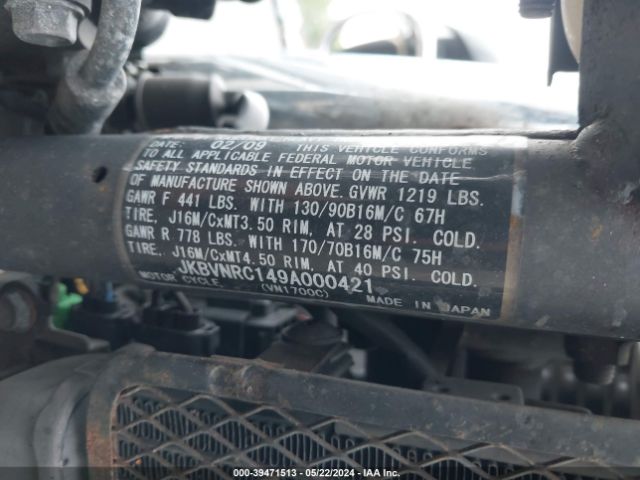 DATE: 02/09 THIS VEHICLE CONFORMS
TO ALL APPLICABLE FEDERAL MOTOR VEHICLE
SAFETY STANDARDS IN EFFECT ON THE DATE
OF MANUFACTURE SHOWN ABOVE. GVWR 1219 LBS.
GAWR F 441 LBS. WITH 130/90B16M/C 67H
TIRE, J16M/CxMT3.50 RIM, AT 28 PSI. COLD.
GAWR R 778 LBS. WITH 170/70B16M/C 75H
TIRE, J16M/CxMT4.50 RIM, AT 40 PSI. COLD.
JKBVNRC149A000421
MOTOR CYCLE (VN1700C) MADE IN JAPAN
000-39471513 - 05/22/2024 - IAA Inc.